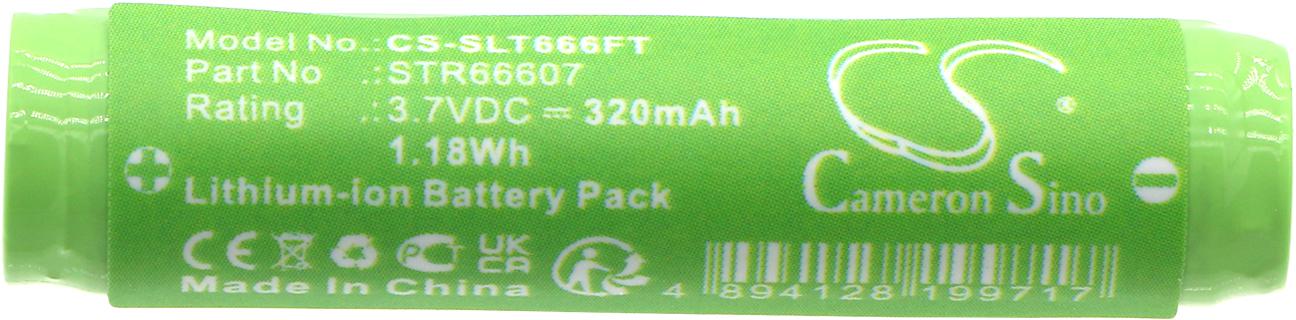 Model No.: CS-SLT666FT
Part No .: STR66607
Rating .: 3.7VDC ⎓ 320mAh
1.18Wh
Lithium-ion Battery Pack
CE PCT UK CA
Made In China
CS ®
Cameron Sino
4 894128 199717